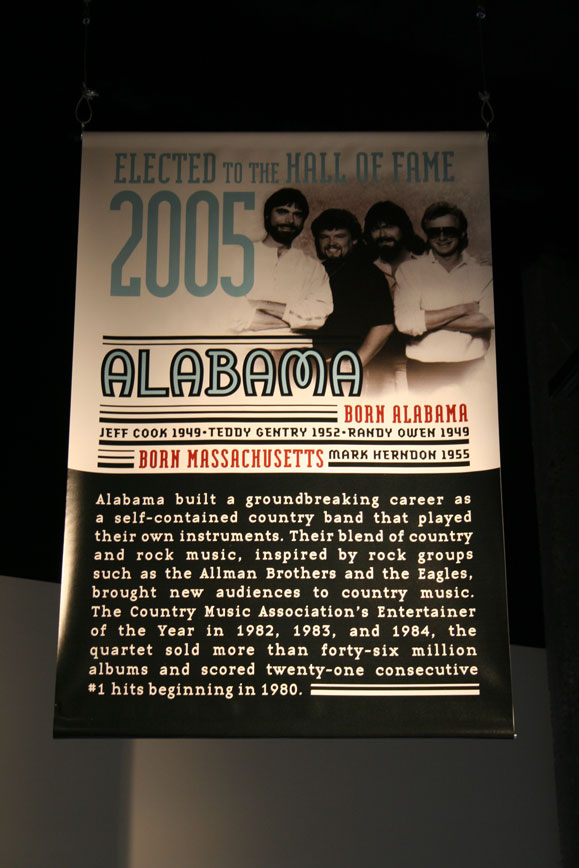 ELECTED TO THE HALL OF FAME
2005
ALABAMA
BORN ALABAMA
JEFF COOK 1949•TEDDY GENTRY 1952•RANDY OWEN 1949
BORN MASSACHUSETTS MARK HERNDON 1955
Alabama built a groundbreaking career as
a self-contained country band that played
their own instruments. Their blend of country
and rock music, inspired by rock groups
such as the Allman Brothers and the Eagles,
brought new audiences to country music.
The Country Music Association's Entertainer
of the Year in 1982, 1983, and 1984, the
quartet sold more than forty-six million
albums and scored twenty-one consecutive
#1 hits beginning in 1980.